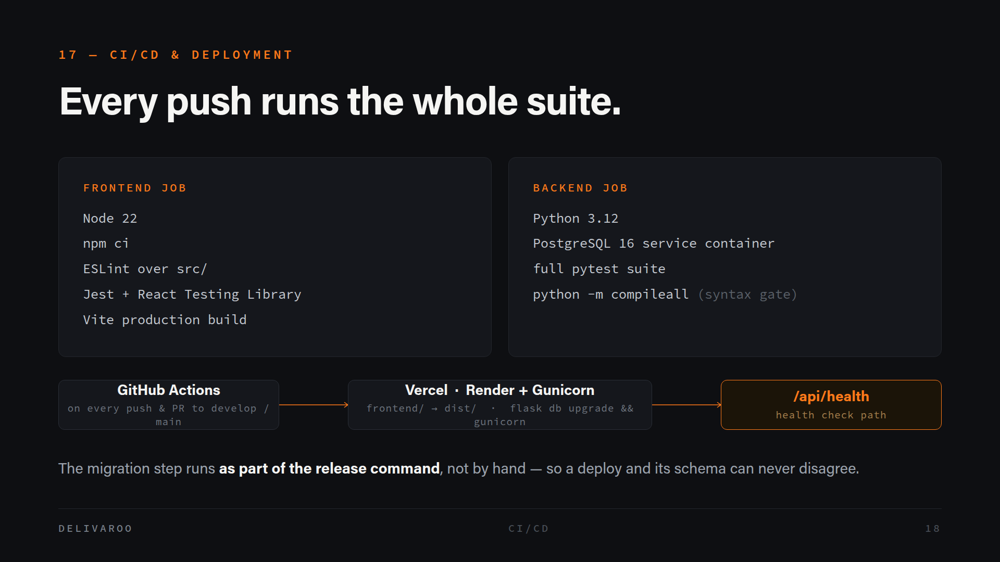 17 — CI/CD & DEPLOYMENT
Every push runs the whole suite.
FRONTEND JOB
Node 22
npm ci
ESLint over src/
Jest + React Testing Library
Vite production build
BACKEND JOB
Python 3.12
PostgreSQL 16 service container
full pytest suite
python -m compileall (syntax gate)
GitHub Actions
on every push & PR to develop /
main
Vercel · Render + Gunicorn
frontend/ → dist/ · flask db upgrade &&
gunicorn
/api/health
health check path
The migration step runs as part of the release command, not by hand — so a deploy and its schema can never disagree.
DELIVAROO
CI/CD
18